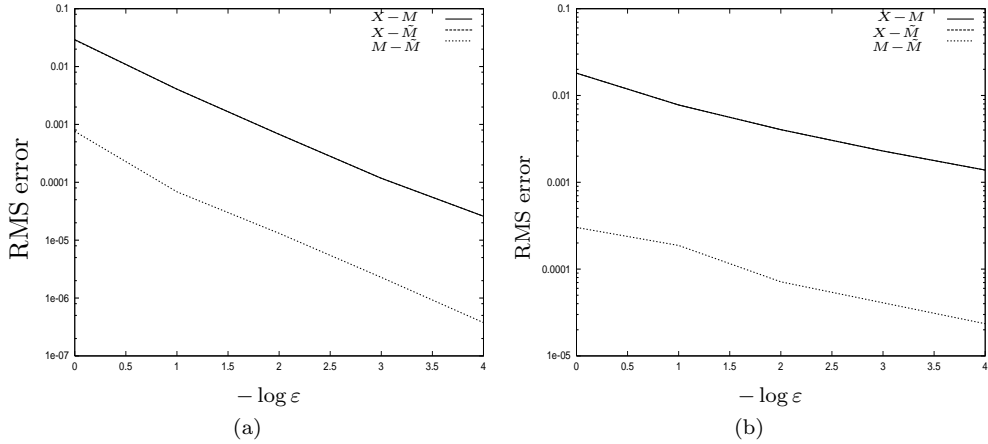 0.1
0.01
0.001
0.0001
1e-05
1e-06
1e-07
RMS error
X − M
X − M̃
M − M̃
0 0.5 1 1.5 2 2.5 3 3.5 4
− log ε
(a)
0.1
0.01
0.001
0.0001
1e-05
RMS error
X − M
X − M̃
M − M̃
0 0.5 1 1.5 2 2.5 3 3.5 4
− log ε
(b)